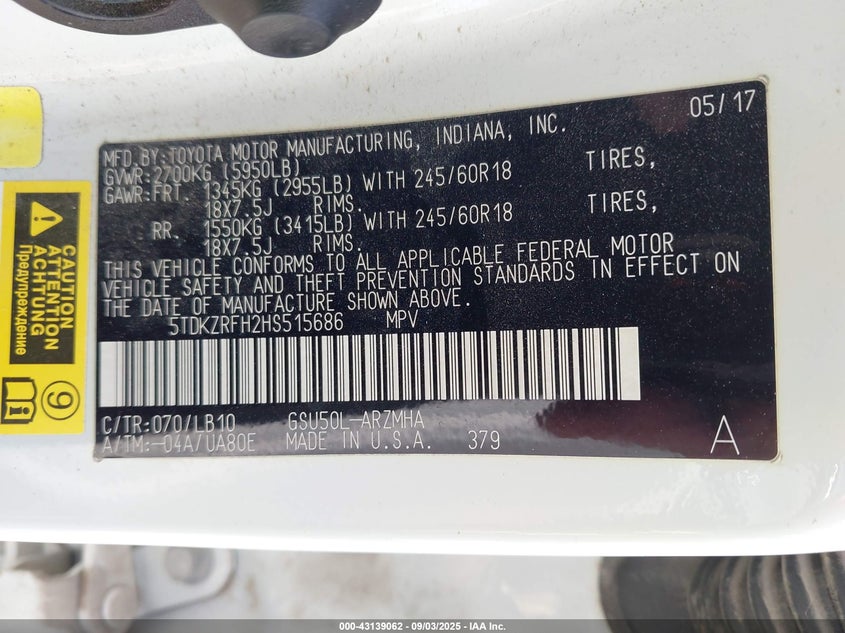 05/17
MFD.BY:TOYOTA MOTOR MANUFACTURING, INDIANA, INC.
GVWR:2700KG (5950LB)
GAWR:FRT. 1345KG (2955LB) WITH 245/60R18 TIRES,
18X7.5J RIMS.
RR. 1550KG (3415LB) WITH 245/60R18 TIRES,
18X7.5J RIMS.
THIS VEHICLE CONFORMS TO ALL APPLICABLE FEDERAL MOTOR
VEHICLE SAFETY AND THEFT PREVENTION STANDARDS IN EFFECT ON
THE DATE OF MANUFACTURE SHOWN ABOVE.
5TDKZRFH2HS515686 MPV
C/TR:070/LB10 GSU50L-ARZMHA
A/TM:-04A/UA80E MADE IN U.S.A. 379 A
CAUTION
ATTENTION
ACHTUNG
Предупреждение
9
000-43139062 - 09/03/2025 - IAA Inc.